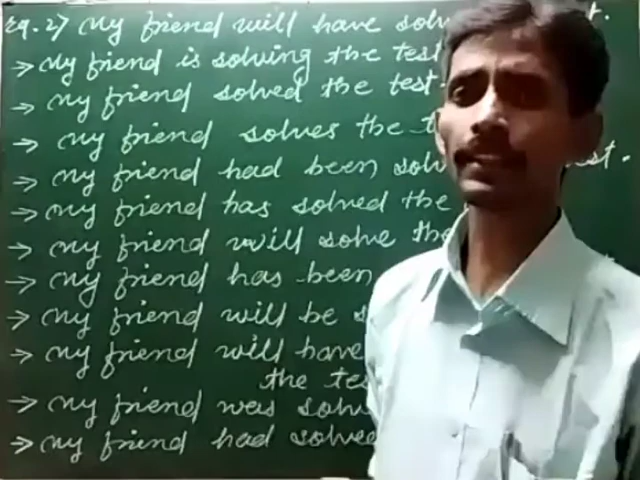 Eg. 2) My friend will have solv t.
→ My friend is solving the test
→ My friend solved the test.
→ My friend solves the t
→ My friend had been solv st.
→ My friend has solved the
→ My friend will solve the
→ My friend has been
→ My friend will be s
→ My friend will have
the tes
→ My friend was solv
→ My friend had solved